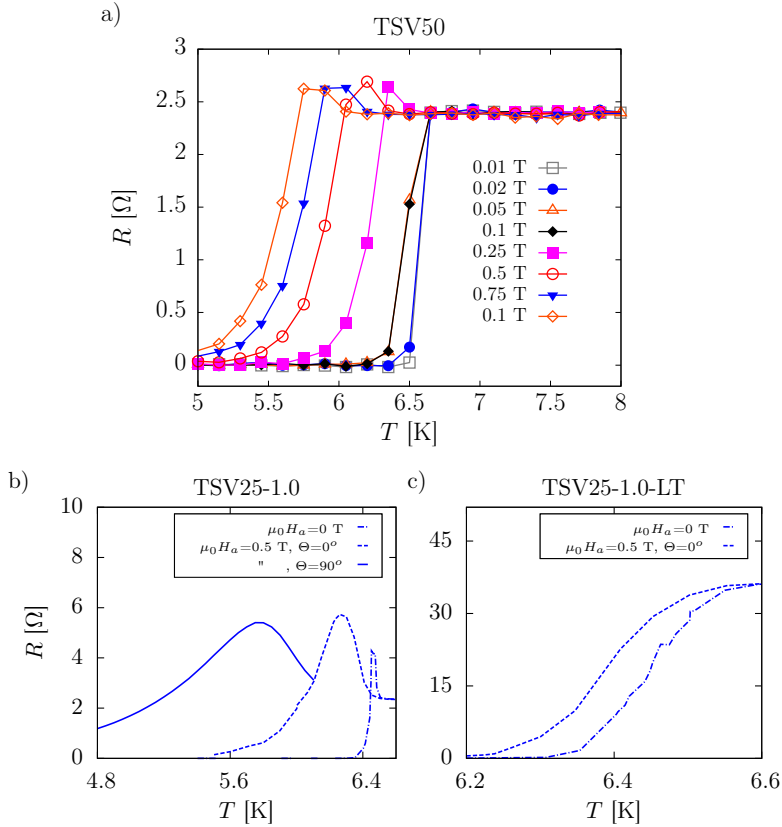 a)
TSV50
R [Ω]
3
2.5
2
1.5
1
0.5
0
0.01 T
0.02 T
0.05 T
0.1 T
0.25 T
0.5 T
0.75 T
0.1 T
5 5.5 6 6.5 7 7.5 8
T [K]
b)
TSV25-1.0
R [Ω]
10
8
6
4
2
0
μ₀Hₐ=0 T
μ₀Hₐ=0.5 T, Θ=0ᵒ
" , Θ=90ᵒ
4.8 5.6 6.4
T [K]
c)
TSV25-1.0-LT
45
30
15
0
μ₀Hₐ=0 T
μ₀Hₐ=0.5 T, Θ=0ᵒ
6.2 6.4 6.6
T [K]